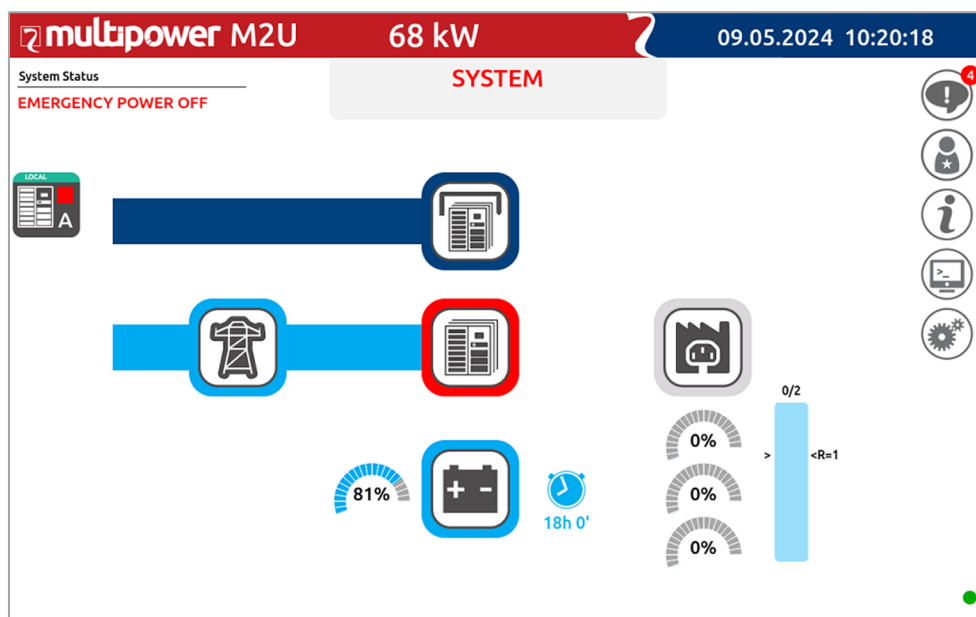 multipower M2U 68 kW 09.05.2024 10:20:18
System Status
SYSTEM
EMERGENCY POWER OFF
4
LOCAL
A
i
>_
0/2
0%
> <R=1
81%
+ -
0%
18h 0'
0%